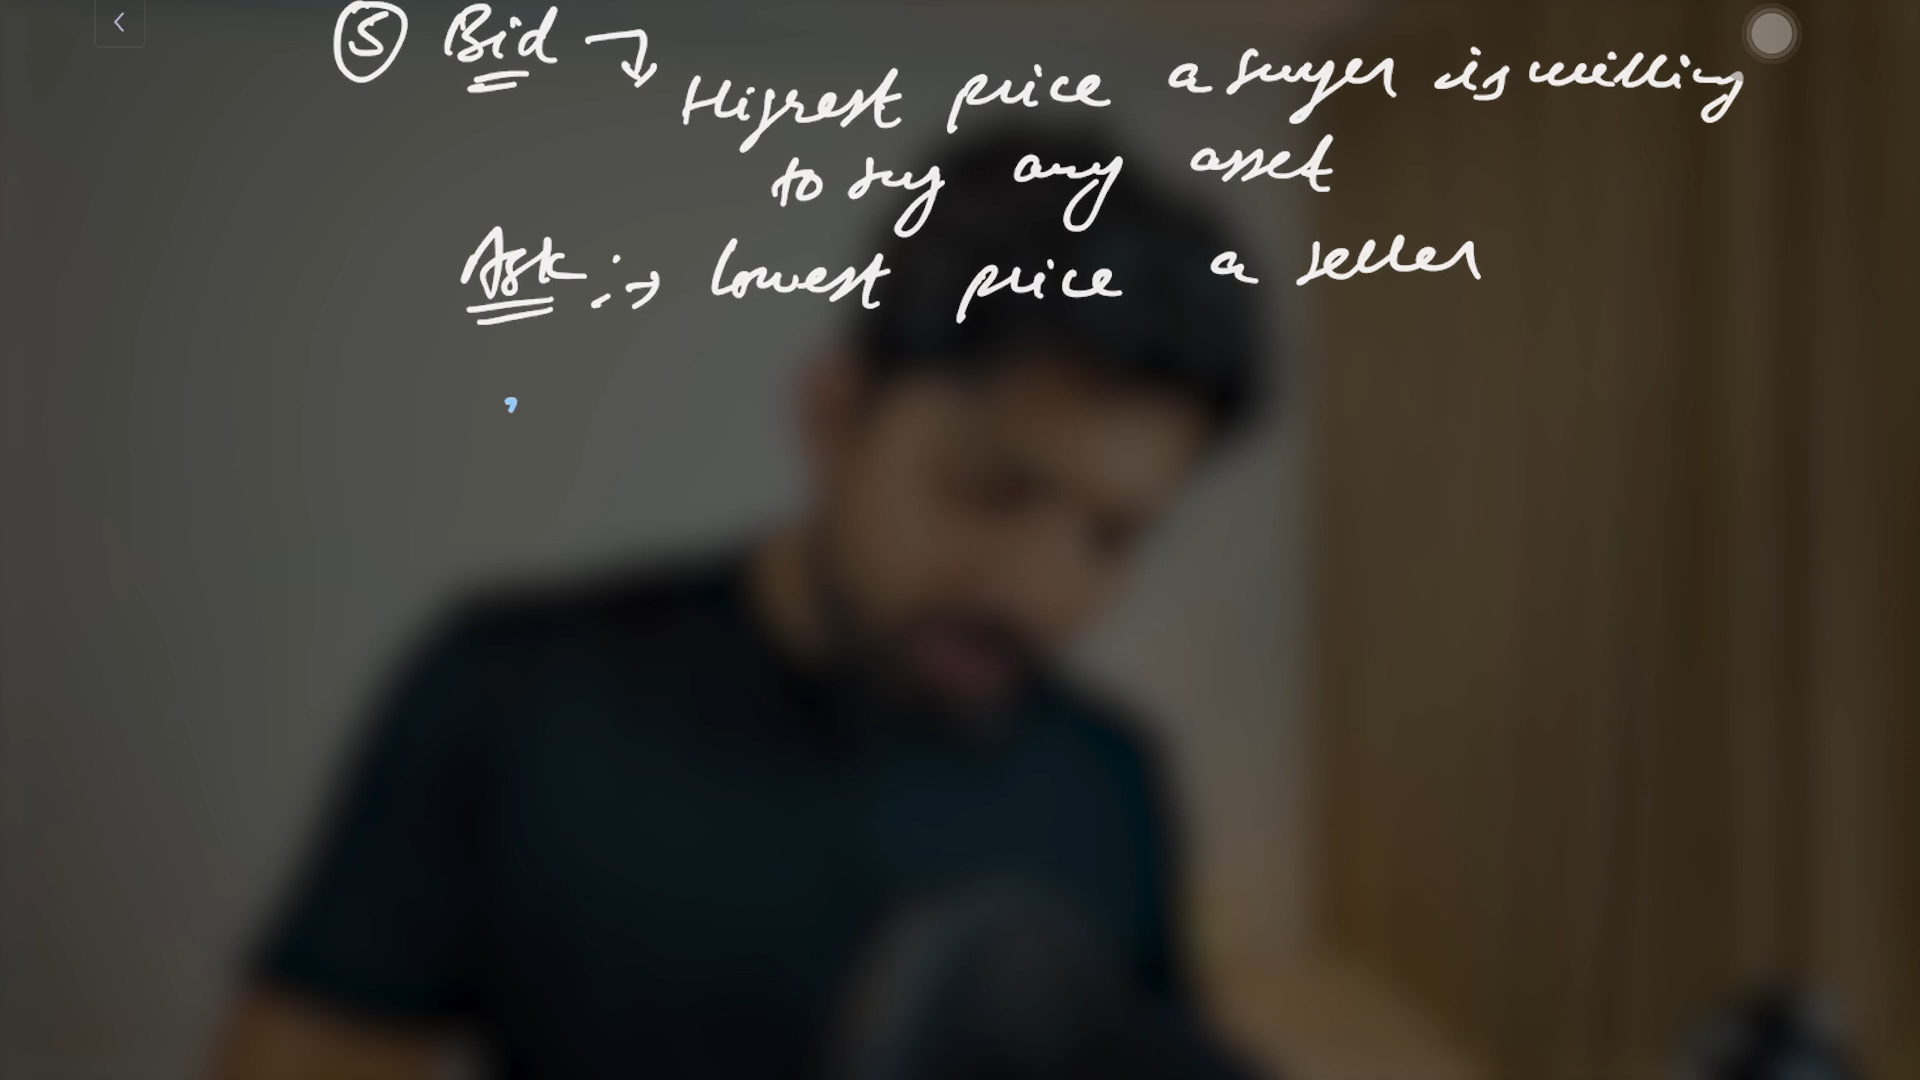 ⑤ Bid → Highest price a buyer is willing
to buy any asset
Ask :→ lowest price a seller